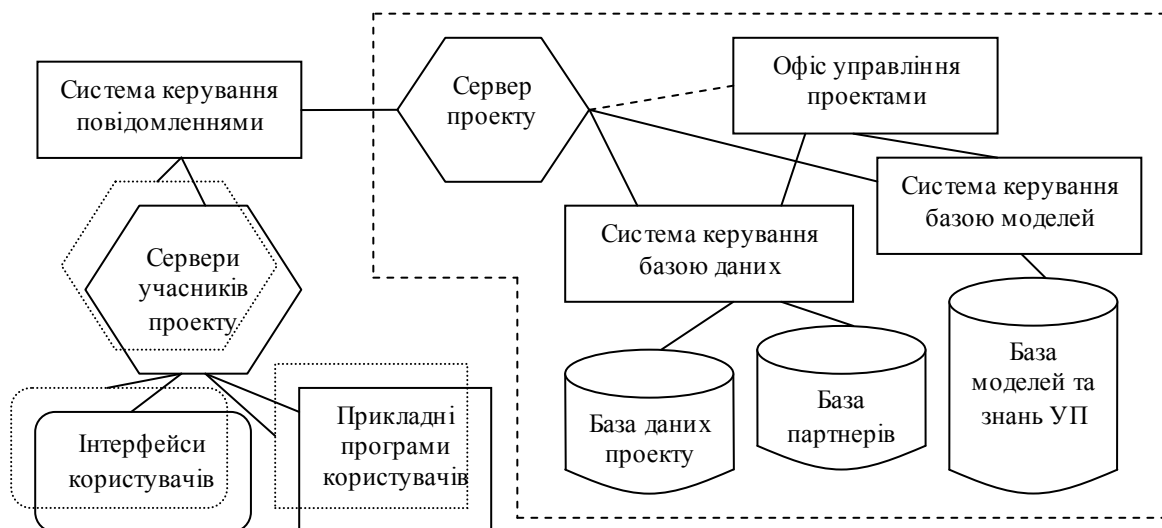 Система керування
повідомленнями
Сервер
проекту
Офіс управління
проектами
Система керування
базою моделей
Система керування
базою даних
Сервери
учасників
проекту
База
моделей та
знань УП
База
партнерів
База даних
проекту
Прикладні
програми
користувачів
Інтерфейси
користувачів